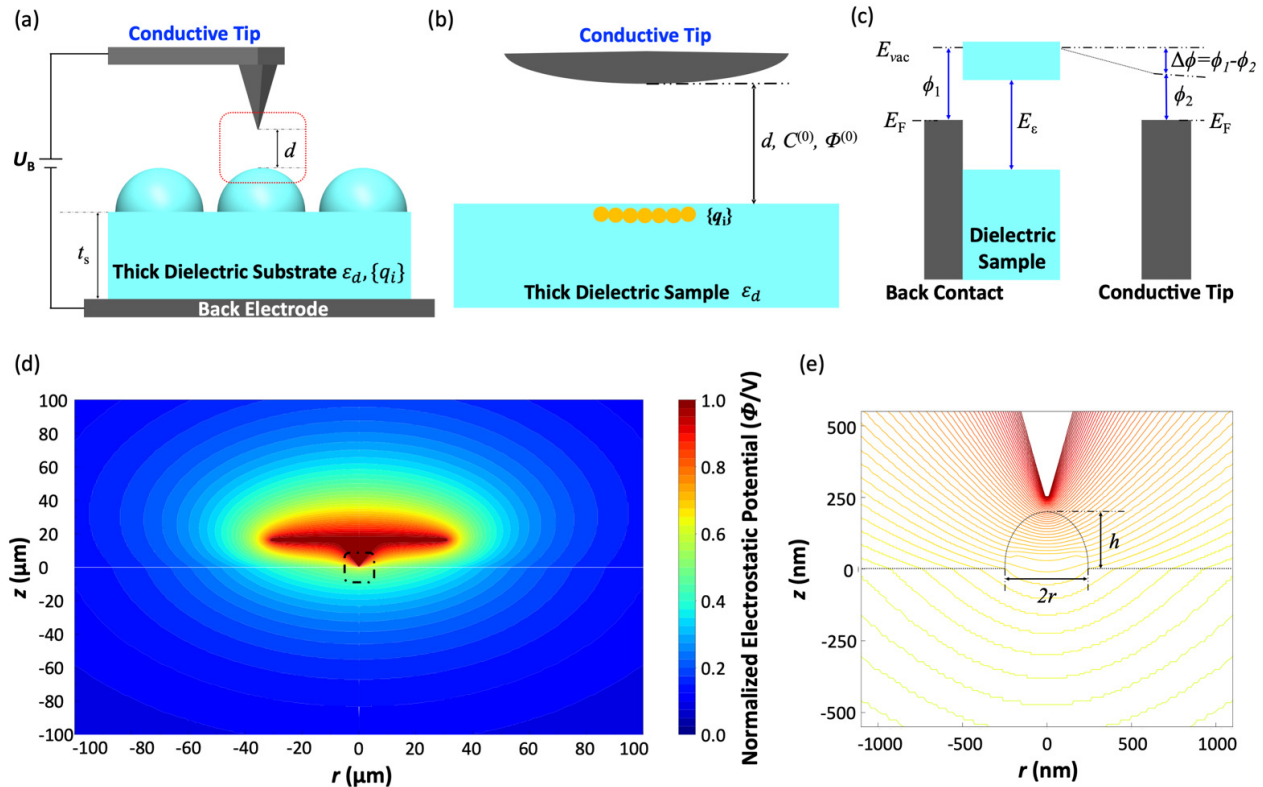 (a)
Conductive Tip
d
U_B
t_s
Thick Dielectric Substrate ε_d, {q_i}
Back Electrode
(b)
Conductive Tip
d, C^(0), Φ^(0)
{q_i}
Thick Dielectric Sample ε_d
(c)
E_vac
Δϕ=ϕ_1-ϕ_2
ϕ_1
ϕ_2
E_F
E_ε
E_F
Dielectric
Sample
Back Contact
Conductive Tip
(d)
z (μm)
100
80
60
40
20
0
-20
-40
-60
-80
-100
-100 -80 -60 -40 -20 0 20 40 60 80 100
r (μm)
1.0
0.8
0.6
0.4
0.2
0.0
Normalized Electrostatic Potential (Φ/V)
(e)
z (nm)
500
250
0
-250
-500
h
2r
-1000 -500 0 500 1000
r (nm)